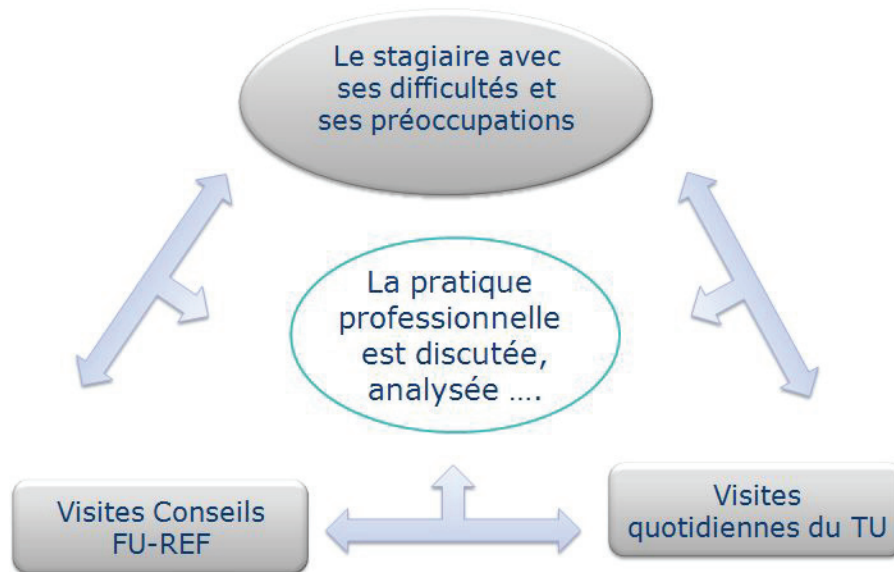 Le stagiaire avec
ses difficultés et
ses préoccupations
La pratique
professionnelle
est discutée,
analysée ….
Visites Conseils
FU-REF
Visites
quotidiennes du TU